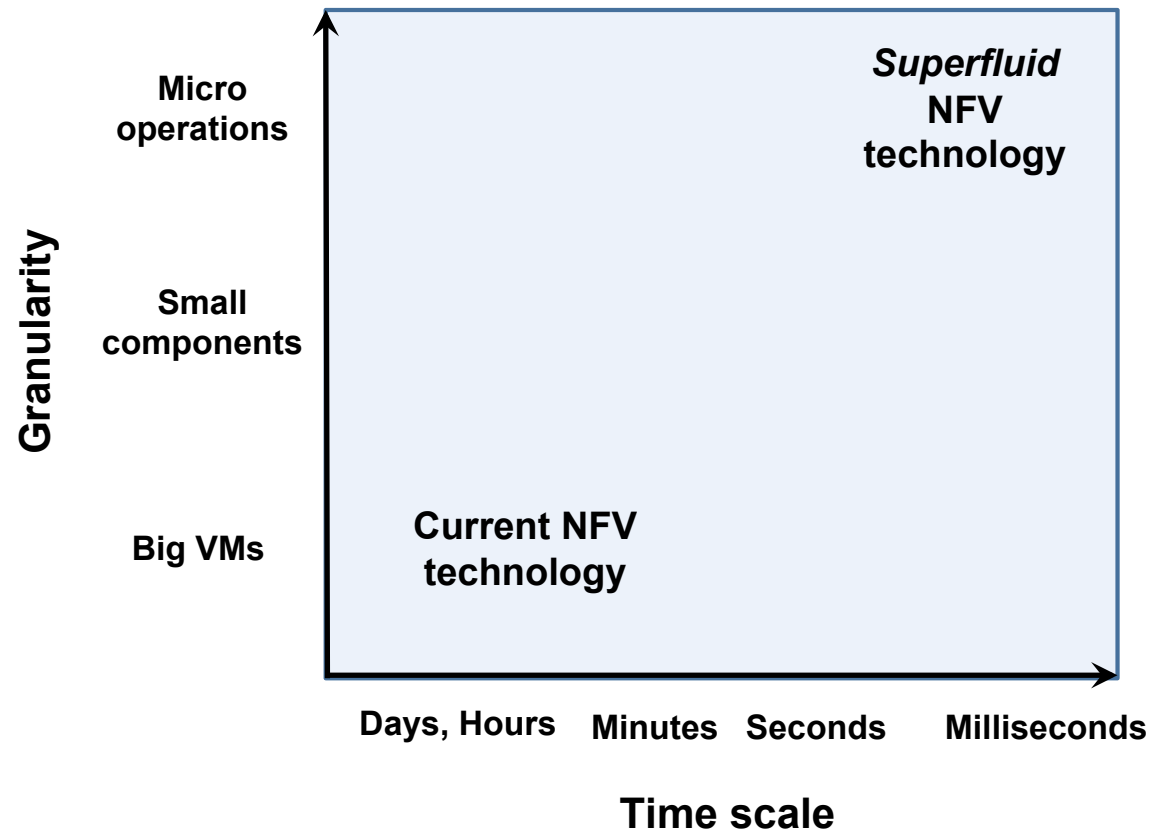 Granularity
Micro
operations
Small
components
Big VMs
Superfluid
NFV
technology
Current NFV
technology
Days, Hours
Minutes
Seconds
Milliseconds
Time scale